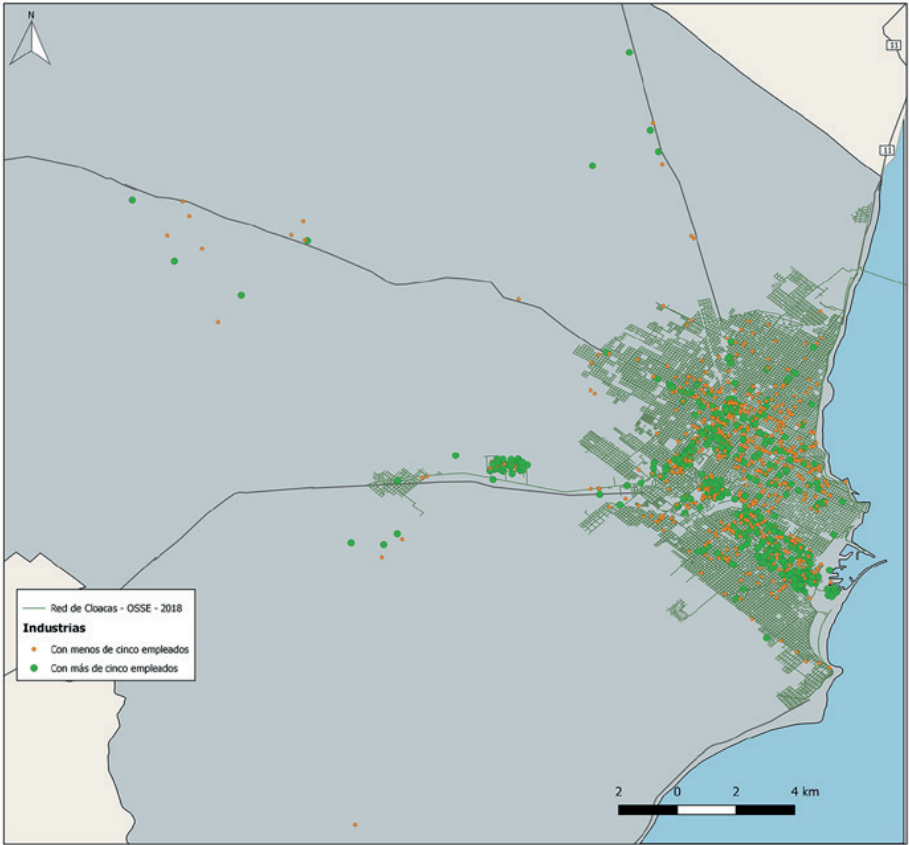 N
11
11
Red de Cloacas - OSSE - 2018
Industrias
Con menos de cinco empleados
Con más de cinco empleados
2 0 2 4 km